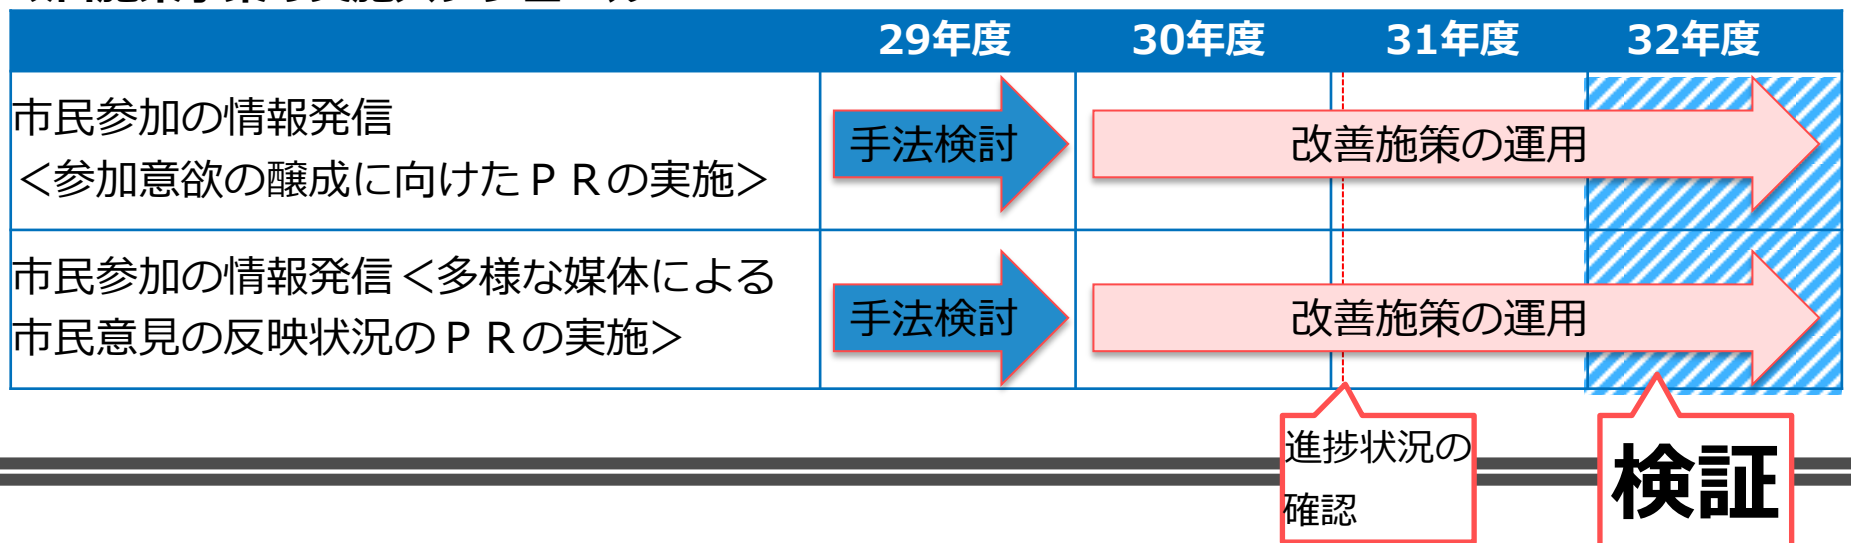 29年度 30年度 31年度 32年度
市民参加の情報発信
＜参加意欲の醸成に向けたＰＲの実施＞
手法検討 改善施策の運用
市民参加の情報発信＜多様な媒体による
市民意見の反映状況のＰＲの実施＞
手法検討 改善施策の運用
進捗状況の
確認
検証